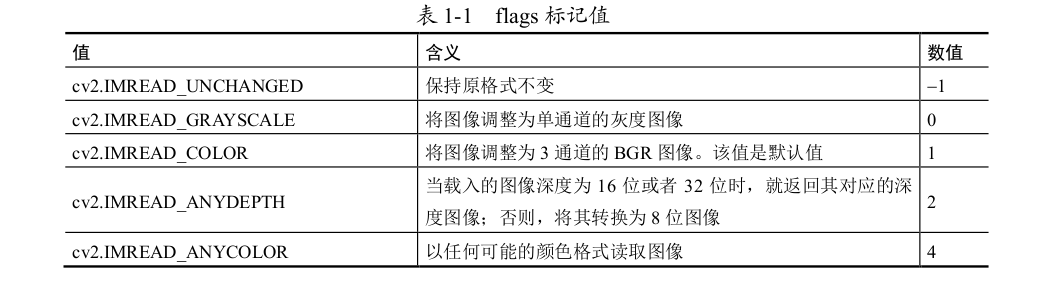 表 1-1 flags 标记值
值 含义 数值
cv2.IMREAD_UNCHANGED 保持原格式不变 –1
cv2.IMREAD_GRAYSCALE 将图像调整为单通道的灰度图像 0
cv2.IMREAD_COLOR 将图像调整为 3 通道的 BGR 图像。该值是默认值 1
cv2.IMREAD_ANYDEPTH 当载入的图像深度为 16 位或者 32 位时，就返回其对应的深 2
度图像；否则，将其转换为 8 位图像
cv2.IMREAD_ANYCOLOR 以任何可能的颜色格式读取图像 4